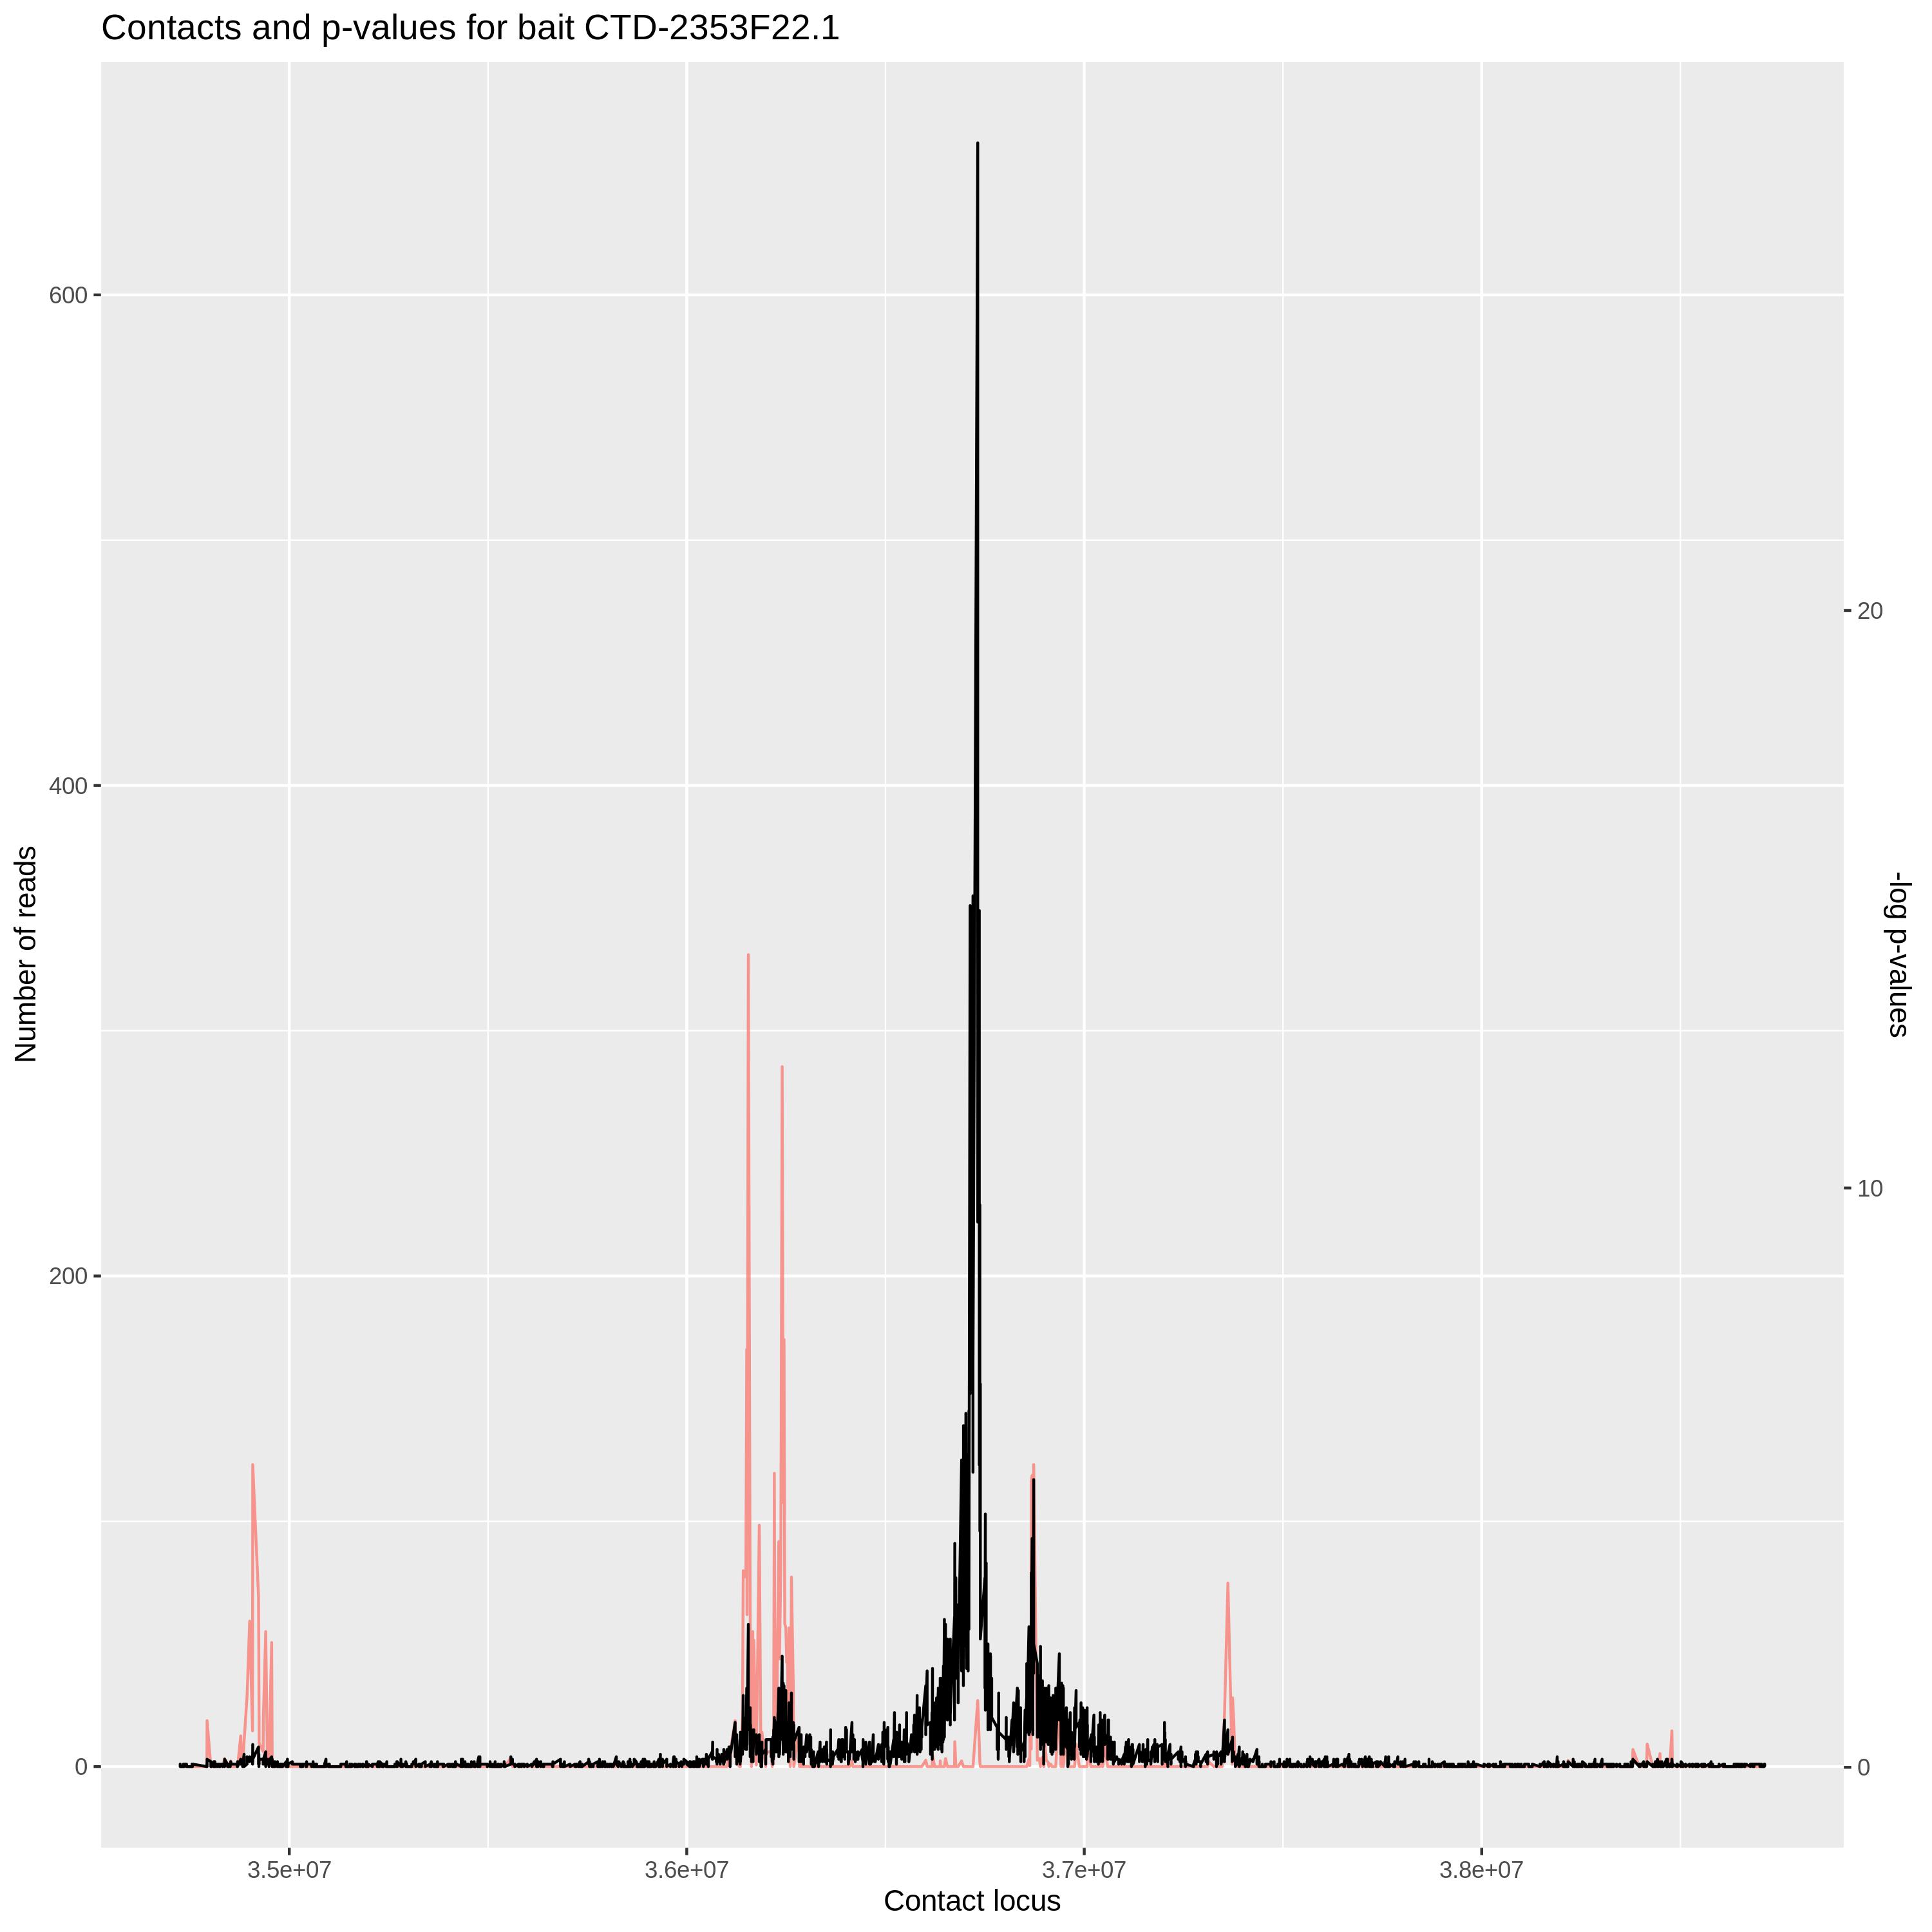 Contacts and p-values for bait CTD-2353F22.1
600
400
200
0
Number of reads
20
10
0
-log p-values
3.5e+07
3.6e+07
3.7e+07
3.8e+07
Contact locus